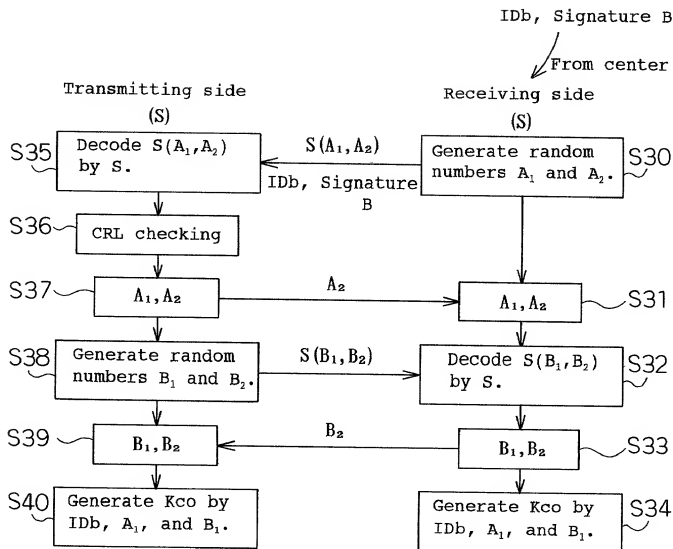 IDb, Signature B
From center
Transmitting side
(S)
Receiving side
(S)
S35
Decode S(A₁,A₂)
by S.
S(A₁,A₂)
IDb, Signature
B
Generate random
numbers A₁ and A₂.
S30
S36
CRL checking
S37
A₁,A₂
A₂
A₁,A₂
S31
S38
Generate random
numbers B₁ and B₂.
S(B₁,B₂)
Decode S(B₁,B₂)
by S.
S32
S39
B₁,B₂
B₂
B₁,B₂
S33
S40
Generate Kco by
IDb, A₁, and B₁.
Generate Kco by
IDb, A₁, and B₁.
S34